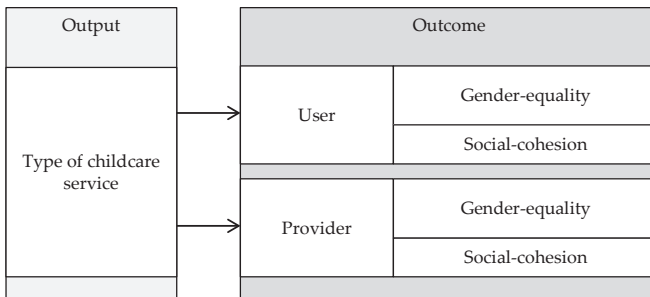 Output
Outcome
Type of childcare
service
User
Gender-equality
Social-cohesion
Provider
Gender-equality
Social-cohesion